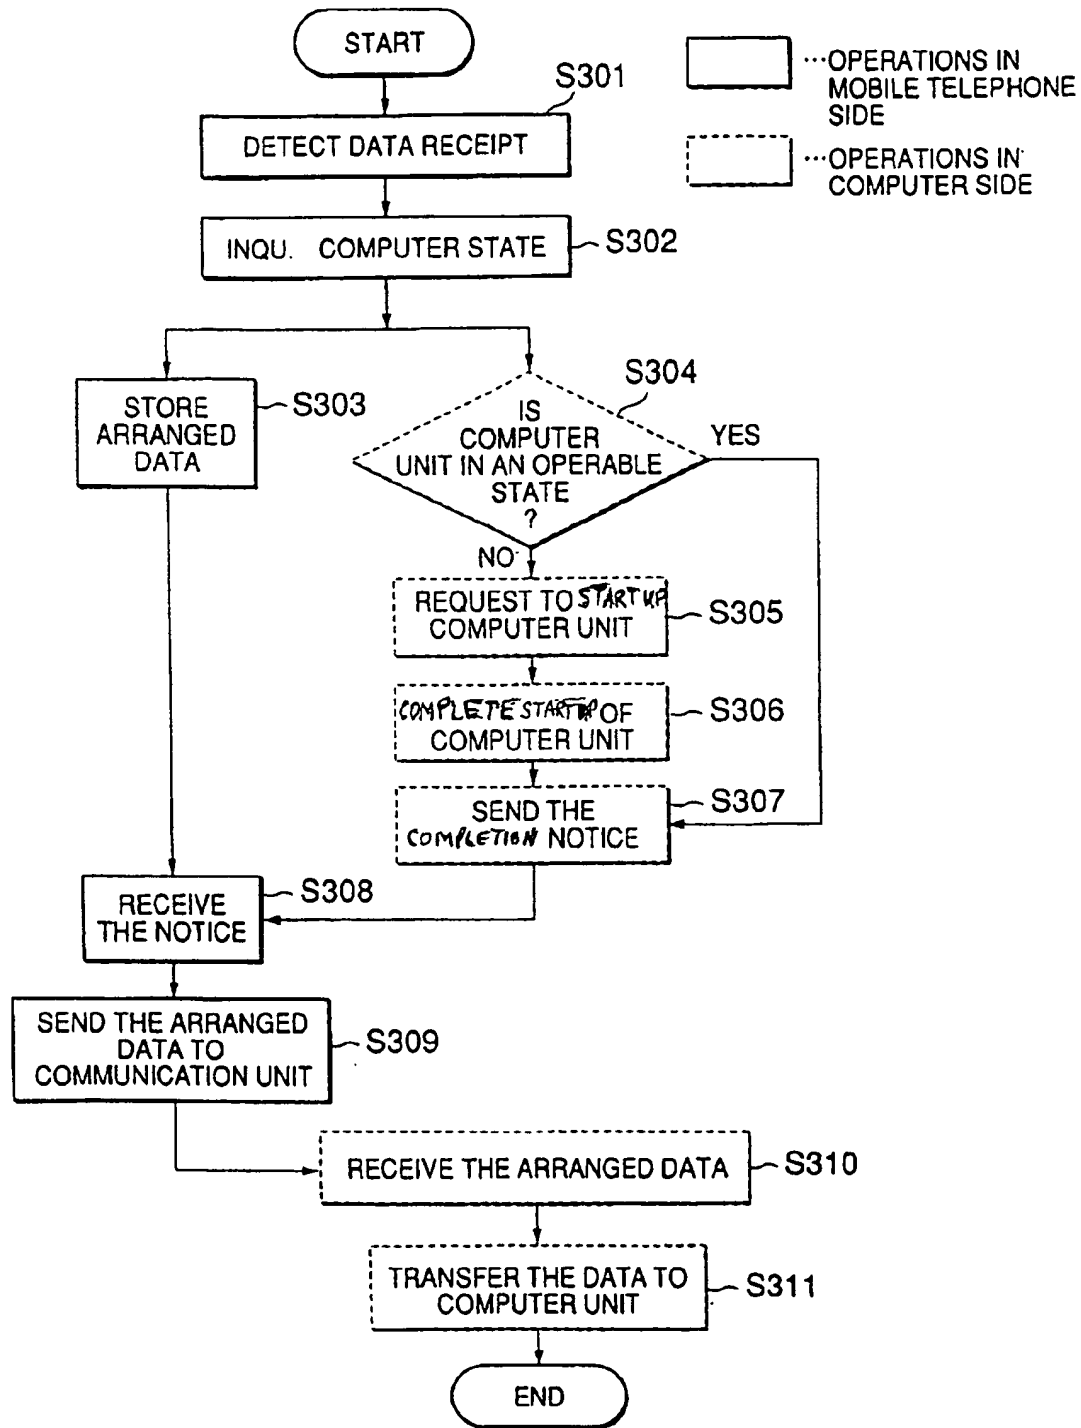 START
···OPERATIONS IN
MOBILE TELEPHONE
SIDE
···OPERATIONS IN
COMPUTER SIDE
S301
DETECT DATA RECEIPT
INQU. COMPUTER STATE
S302
STORE
ARRANGED
DATA
S303
S304
IS
COMPUTER
UNIT IN AN OPERABLE
STATE
?
YES
NO
REQUEST TO START UP
COMPUTER UNIT
S305
COMPLETE START UP OF
COMPUTER UNIT
S306
SEND THE
COMPLETION NOTICE
S307
RECEIVE
THE NOTICE
S308
SEND THE ARRANGED
DATA TO
COMMUNICATION UNIT
S309
RECEIVE THE ARRANGED DATA
S310
TRANSFER THE DATA TO
COMPUTER UNIT
S311
END